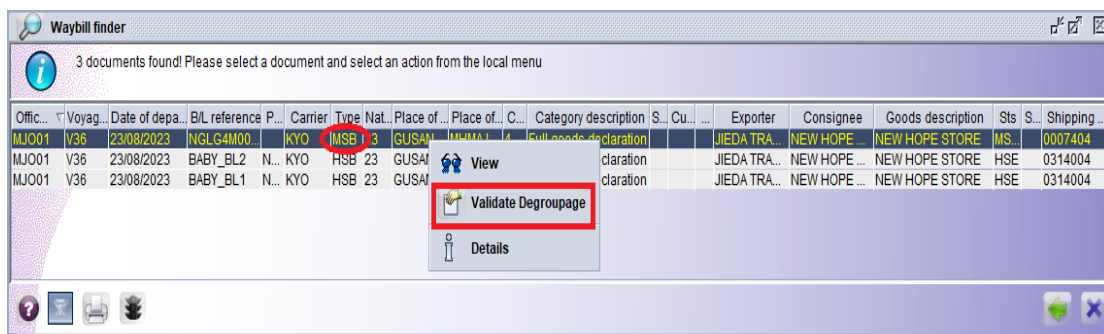 Waybill finder
3 documents found! Please select a document and select an action from the local menu
Offic... Voyag... Date of depa... B/L reference P... Carrier Type Nat... Place of ... Place of... C... Category description S... Cu... ... Exporter Consignee Goods description Sts S... Shipping ...
MJO01 V36 23/08/2023 NGLG4M00... KYO MSB 23 GUSAN MHMAJ 4 Full goods declaration JIEDA TRA... NEW HOPE ... NEW HOPE STORE MS... 0007404
MJO01 V36 23/08/2023 BABY_BL2 N... KYO HSB 23 GUSAN claration JIEDA TRA... NEW HOPE ... NEW HOPE STORE HSE 0314004
MJO01 V36 23/08/2023 BABY_BL1 N... KYO HSB 23 GUSAN claration JIEDA TRA... NEW HOPE ... NEW HOPE STORE HSE 0314004
View
Validate Degroupage
Details